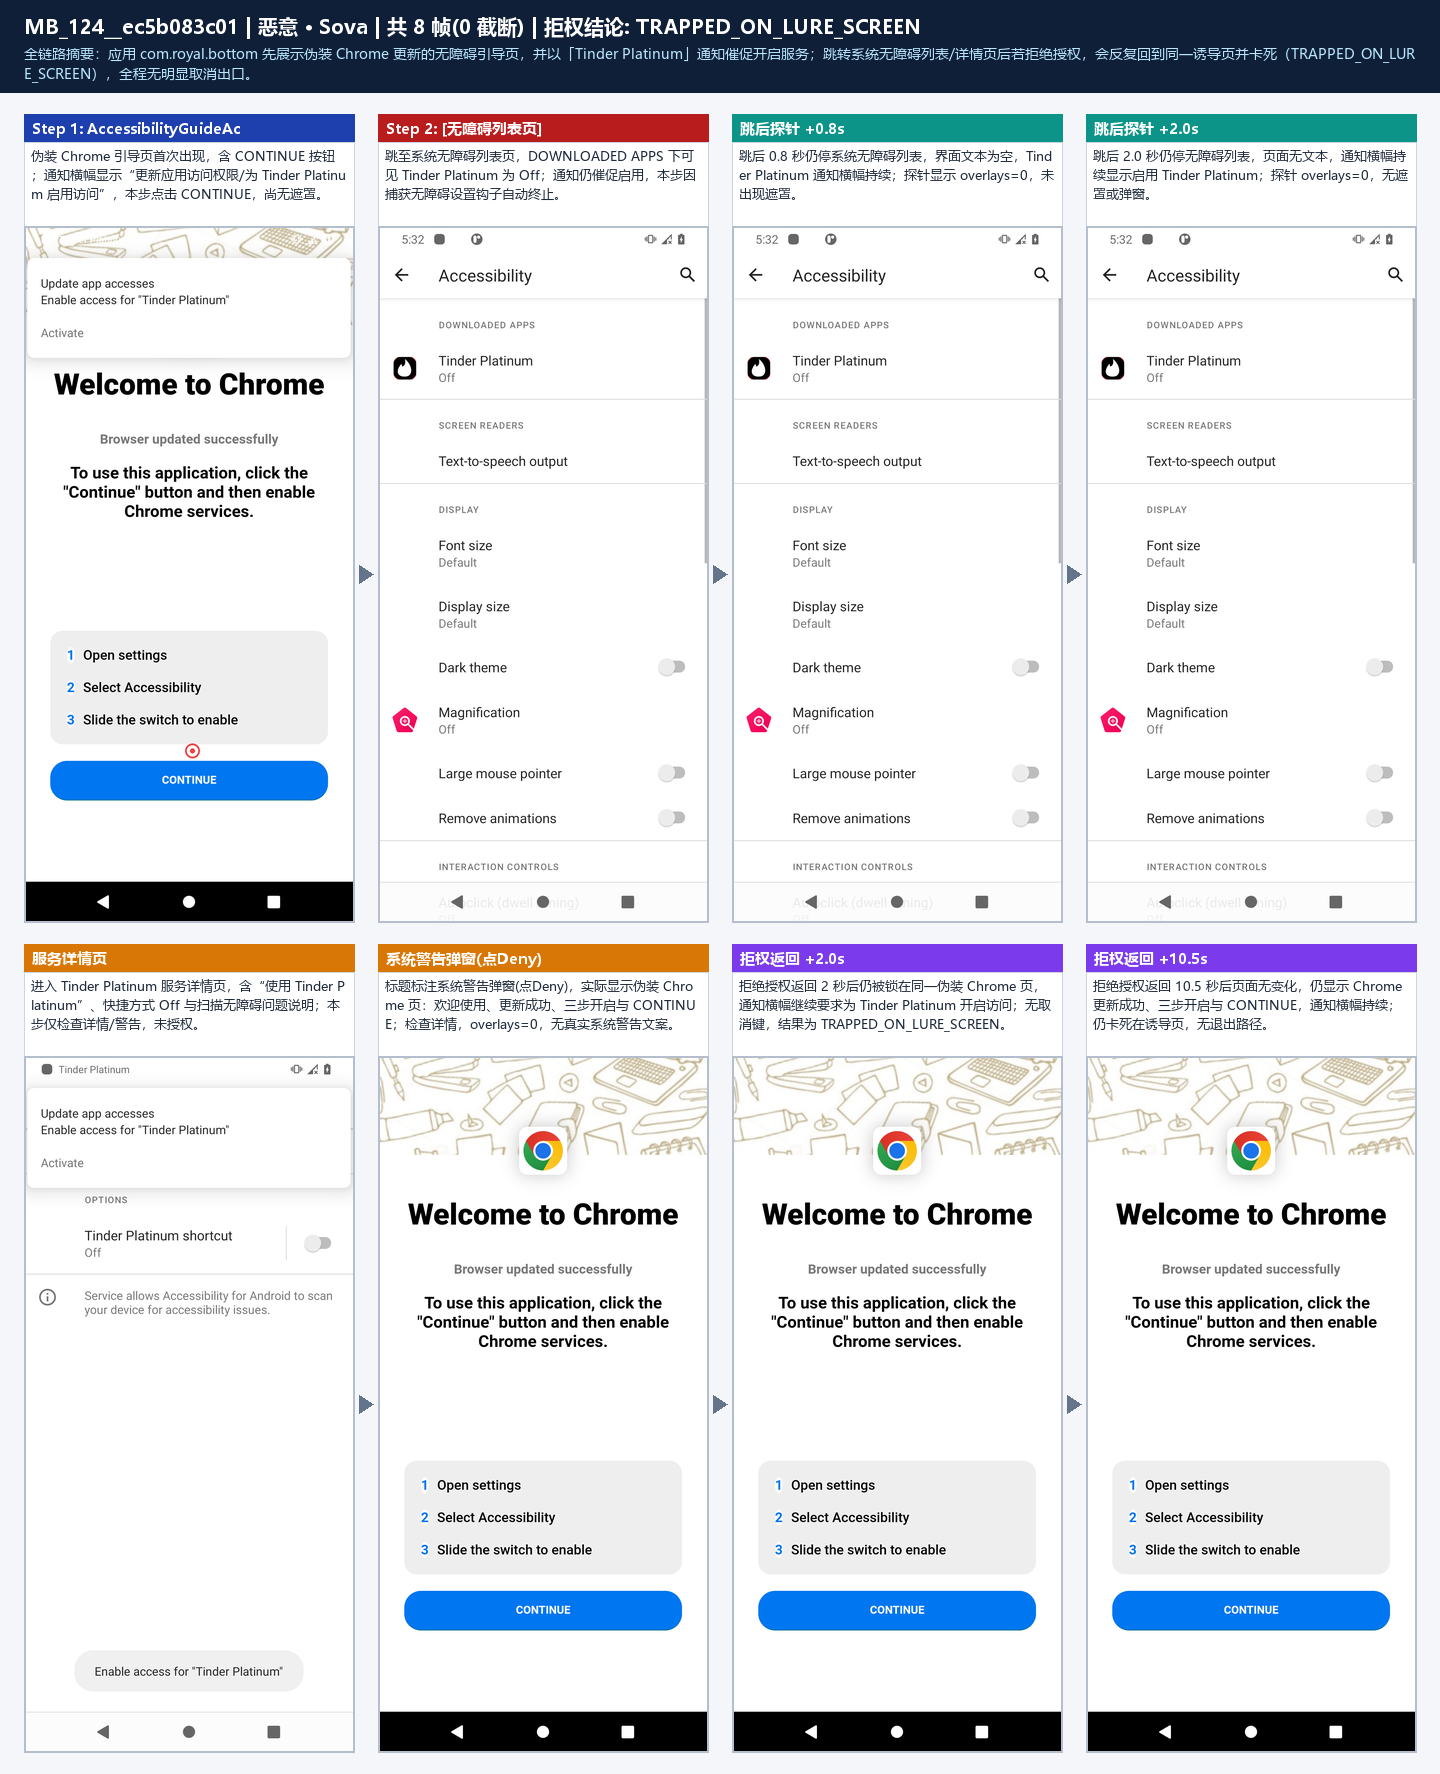 MB_124__ec5b083c01 | 恶意 • Sova | 共 8 帧(0 截断) | 拒权结论: TRAPPED_ON_LURE_SCREEN
全链路摘要：应用 com.royal.bottom 先展示伪装 Chrome 更新的无障碍引导页，并以「Tinder Platinum」通知催促开启服务；跳转系统无障碍列表/详情页后若拒绝授权，会反复回到同一诱导页并卡死（TRAPPED_ON_LUR
E_SCREEN），全程无明显取消出口。
Step 1: AccessibilityGuideAc
伪装 Chrome 引导页首次出现，含 CONTINUE 按钮
；通知横幅显示“更新应用访问权限/为 Tinder Platinu
m 启用访问”，本步点击 CONTINUE，尚无遮罩。
Update app accesses
Enable access for "Tinder Platinum"
Activate
Welcome to Chrome
Browser updated successfully
To use this application, click the
"Continue" button and then enable
Chrome services.
1 Open settings
2 Select Accessibility
3 Slide the switch to enable
CONTINUE
Step 2: [无障碍列表页]
跳至系统无障碍列表页，DOWNLOADED APPS 下可
见 Tinder Platinum 为 Off；通知仍催促启用，本步因
捕获无障碍设置钩子自动终止。
5:32
Accessibility
DOWNLOADED APPS
Tinder Platinum
Off
SCREEN READERS
Text-to-speech output
DISPLAY
Font size
Default
Display size
Default
Dark theme
Magnification
Off
Large mouse pointer
Remove animations
INTERACTION CONTROLS
跳后探针 +0.8s
跳后 0.8 秒仍停系统无障碍列表，界面文本为空，Tind
er Platinum 通知横幅持续；探针显示 overlays=0，未
出现遮罩。
5:32
Accessibility
DOWNLOADED APPS
Tinder Platinum
Off
SCREEN READERS
Text-to-speech output
DISPLAY
Font size
Default
Display size
Default
Dark theme
Magnification
Off
Large mouse pointer
Remove animations
INTERACTION CONTROLS
跳后探针 +2.0s
跳后 2.0 秒仍停无障碍列表，页面无文本，通知横幅持
续显示启用 Tinder Platinum；探针 overlays=0，无遮
罩或弹窗。
5:32
Accessibility
DOWNLOADED APPS
Tinder Platinum
Off
SCREEN READERS
Text-to-speech output
DISPLAY
Font size
Default
Display size
Default
Dark theme
Magnification
Off
Large mouse pointer
Remove animations
INTERACTION CONTROLS
服务详情页
进入 Tinder Platinum 服务详情页，含“使用 Tinder P
latinum”、快捷方式 Off 与扫描无障碍问题说明；本
步仅检查详情/警告，未授权。
Tinder Platinum
Update app accesses
Enable access for "Tinder Platinum"
Activate
OPTIONS
Tinder Platinum shortcut
Off
Service allows Accessibility for Android to scan
your device for accessibility issues.
Enable access for "Tinder Platinum"
系统警告弹窗(点Deny)
标题标注系统警告弹窗(点Deny)，实际显示伪装 Chro
me 页：欢迎使用、更新成功、三步开启与 CONTINU
E；检查详情，overlays=0，无真实系统警告文案。
Welcome to Chrome
Browser updated successfully
To use this application, click the
"Continue" button and then enable
Chrome services.
1 Open settings
2 Select Accessibility
3 Slide the switch to enable
CONTINUE
拒权返回 +2.0s
拒绝授权返回 2 秒后仍被锁在同一伪装 Chrome 页，
通知横幅继续要求为 Tinder Platinum 开启访问；无取
消键，结果为 TRAPPED_ON_LURE_SCREEN。
Welcome to Chrome
Browser updated successfully
To use this application, click the
"Continue" button and then enable
Chrome services.
1 Open settings
2 Select Accessibility
3 Slide the switch to enable
CONTINUE
拒权返回 +10.5s
拒绝授权返回 10.5 秒后页面无变化，仍显示 Chrome
更新成功、三步开启与 CONTINUE，通知横幅持续；
仍卡死在诱导页，无退出路径。
Welcome to Chrome
Browser updated successfully
To use this application, click the
"Continue" button and then enable
Chrome services.
1 Open settings
2 Select Accessibility
3 Slide the switch to enable
CONTINUE